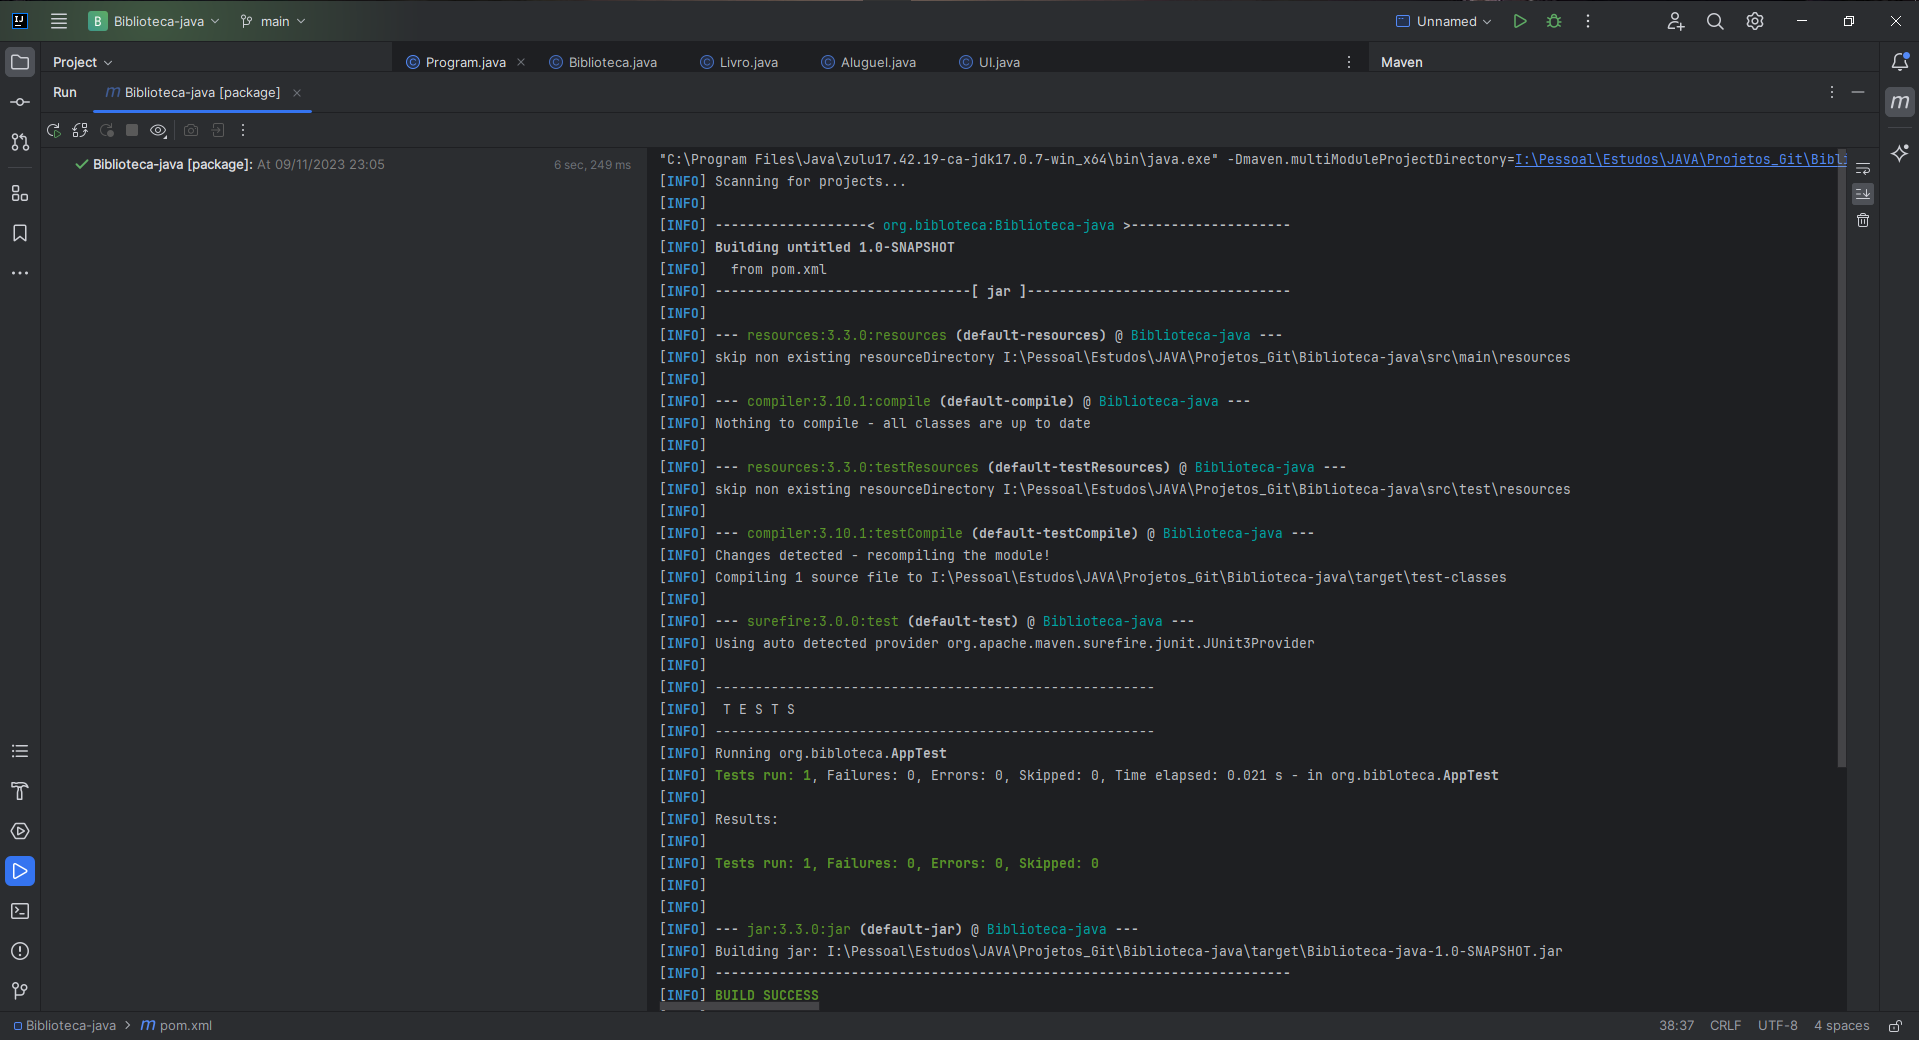 Biblioteca-java
main
Unnamed
Project
Program.java
Biblioteca.java
Livro.java
Aluguel.java
UI.java
Maven
Run
Biblioteca-java [package]
Biblioteca-java [package]: At 09/11/2023 23:05
6 sec, 249 ms
"C:\Program Files\Java\zulu17.42.19-ca-jdk17.0.7-win_x64\bin\java.exe" -Dmaven.multiModuleProjectDirectory=I:\Pessoal\Estudos\JAVA\Projetos_Git\Bibl
[INFO] Scanning for projects...
[INFO]
[INFO] -------------------< org.bibloteca:Biblioteca-java >--------------------
[INFO] Building untitled 1.0-SNAPSHOT
[INFO]   from pom.xml
[INFO] --------------------------------[ jar ]---------------------------------
[INFO]
[INFO] --- resources:3.3.0:resources (default-resources) @ Biblioteca-java ---
[INFO] skip non existing resourceDirectory I:\Pessoal\Estudos\JAVA\Projetos_Git\Biblioteca-java\src\main\resources
[INFO]
[INFO] --- compiler:3.10.1:compile (default-compile) @ Biblioteca-java ---
[INFO] Nothing to compile - all classes are up to date
[INFO]
[INFO] --- resources:3.3.0:testResources (default-testResources) @ Biblioteca-java ---
[INFO] skip non existing resourceDirectory I:\Pessoal\Estudos\JAVA\Projetos_Git\Biblioteca-java\src\test\resources
[INFO]
[INFO] --- compiler:3.10.1:testCompile (default-testCompile) @ Biblioteca-java ---
[INFO] Changes detected - recompiling the module!
[INFO] Compiling 1 source file to I:\Pessoal\Estudos\JAVA\Projetos_Git\Biblioteca-java\target\test-classes
[INFO]
[INFO] --- surefire:3.0.0:test (default-test) @ Biblioteca-java ---
[INFO] Using auto detected provider org.apache.maven.surefire.junit.JUnit3Provider
[INFO]
[INFO] -------------------------------------------------------
[INFO]  T E S T S
[INFO] -------------------------------------------------------
[INFO] Running org.bibloteca.AppTest
[INFO] Tests run: 1, Failures: 0, Errors: 0, Skipped: 0, Time elapsed: 0.021 s - in org.bibloteca.AppTest
[INFO]
[INFO] Results:
[INFO]
[INFO] Tests run: 1, Failures: 0, Errors: 0, Skipped: 0
[INFO]
[INFO]
[INFO] --- jar:3.3.0:jar (default-jar) @ Biblioteca-java ---
[INFO] Building jar: I:\Pessoal\Estudos\JAVA\Projetos_Git\Biblioteca-java\target\Biblioteca-java-1.0-SNAPSHOT.jar
[INFO] ------------------------------------------------------------------------
[INFO] BUILD SUCCESS
Biblioteca-java > pom.xml
38:37 CRLF UTF-8 4 spaces